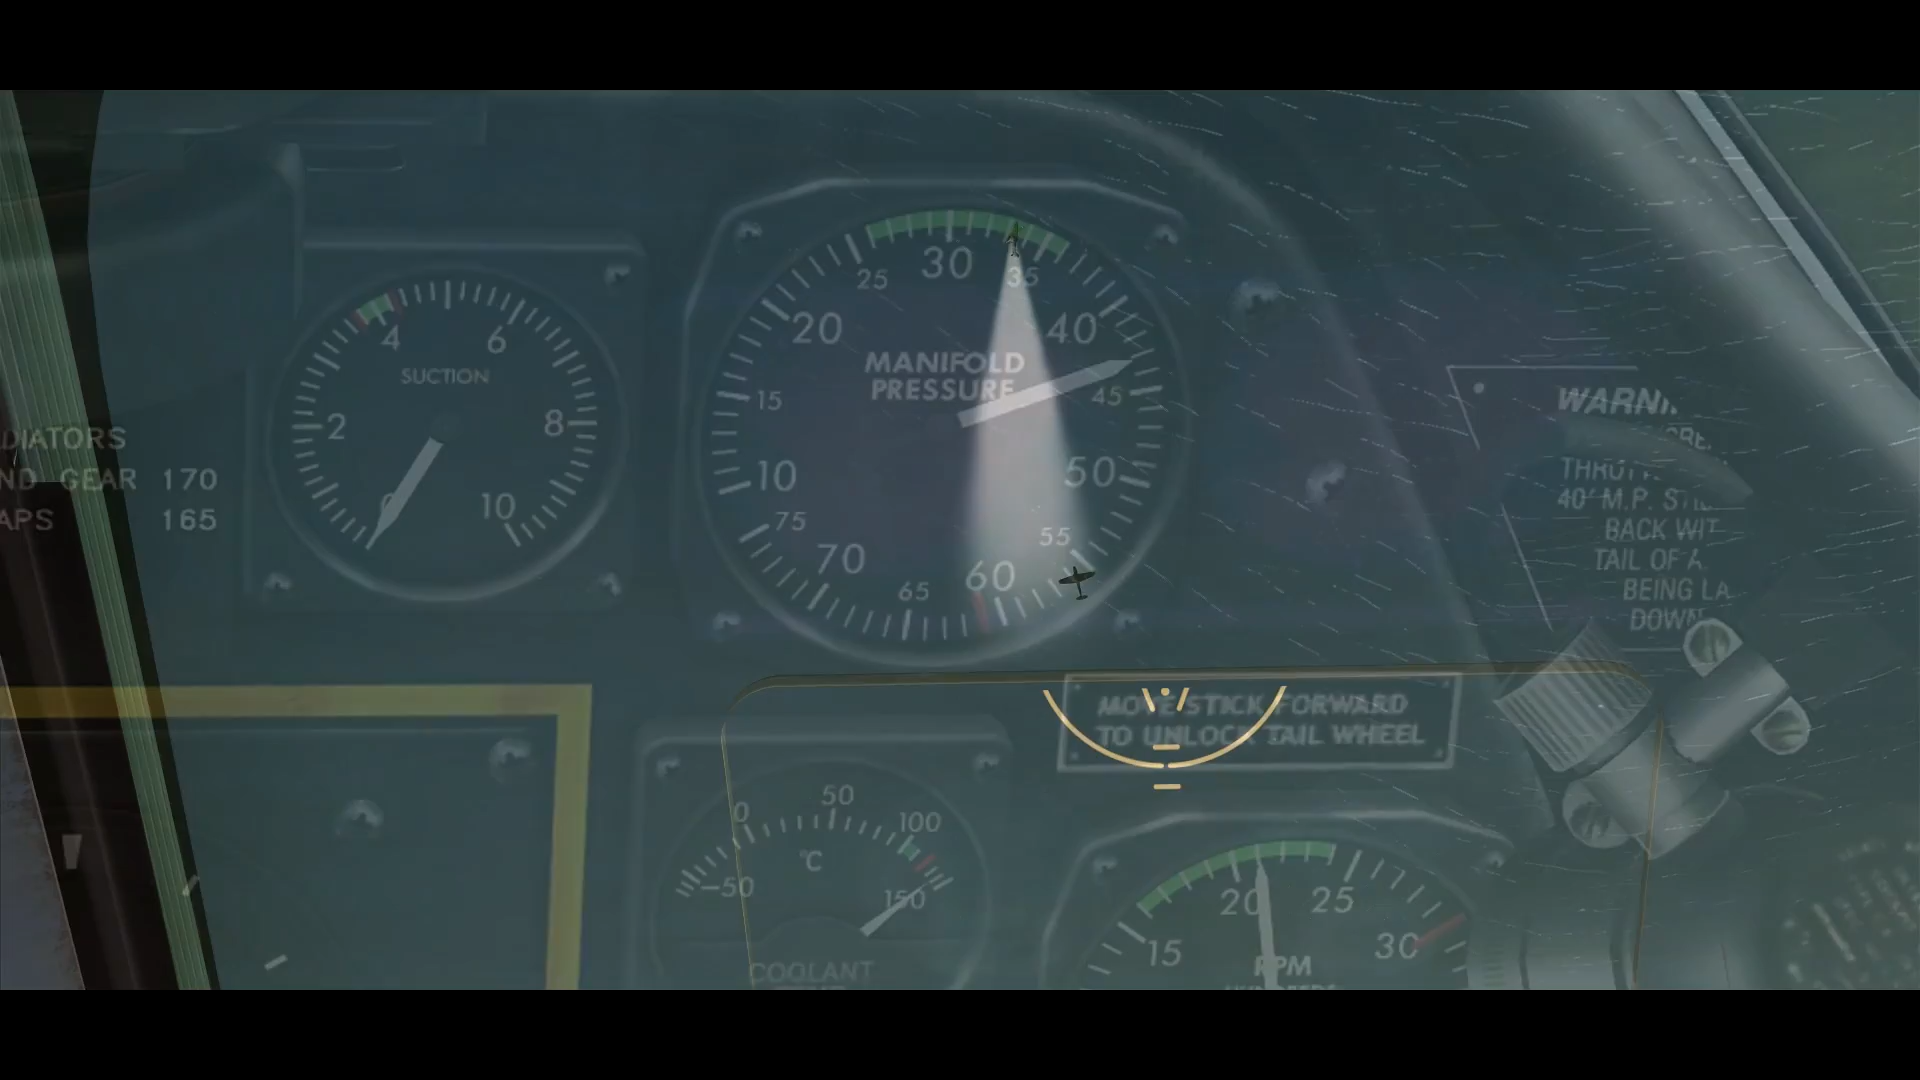 30
25
35
20
40
4
6
SUCTION
MANIFOLD
PRESSURE
15
45
2
8
WARNI
DIATORS
ND GEAR 170
APS 165
10
50
10
0
75
55
70
60
65
40" M.P.
BACK WIT
TAIL OF A
BEING LA
DOWN
MOVE STICK FORWARD
TO UNLOCK TAIL WHEEL
0
50
100
°C
-50
150
20
25
15
30
COOLANT
RPM